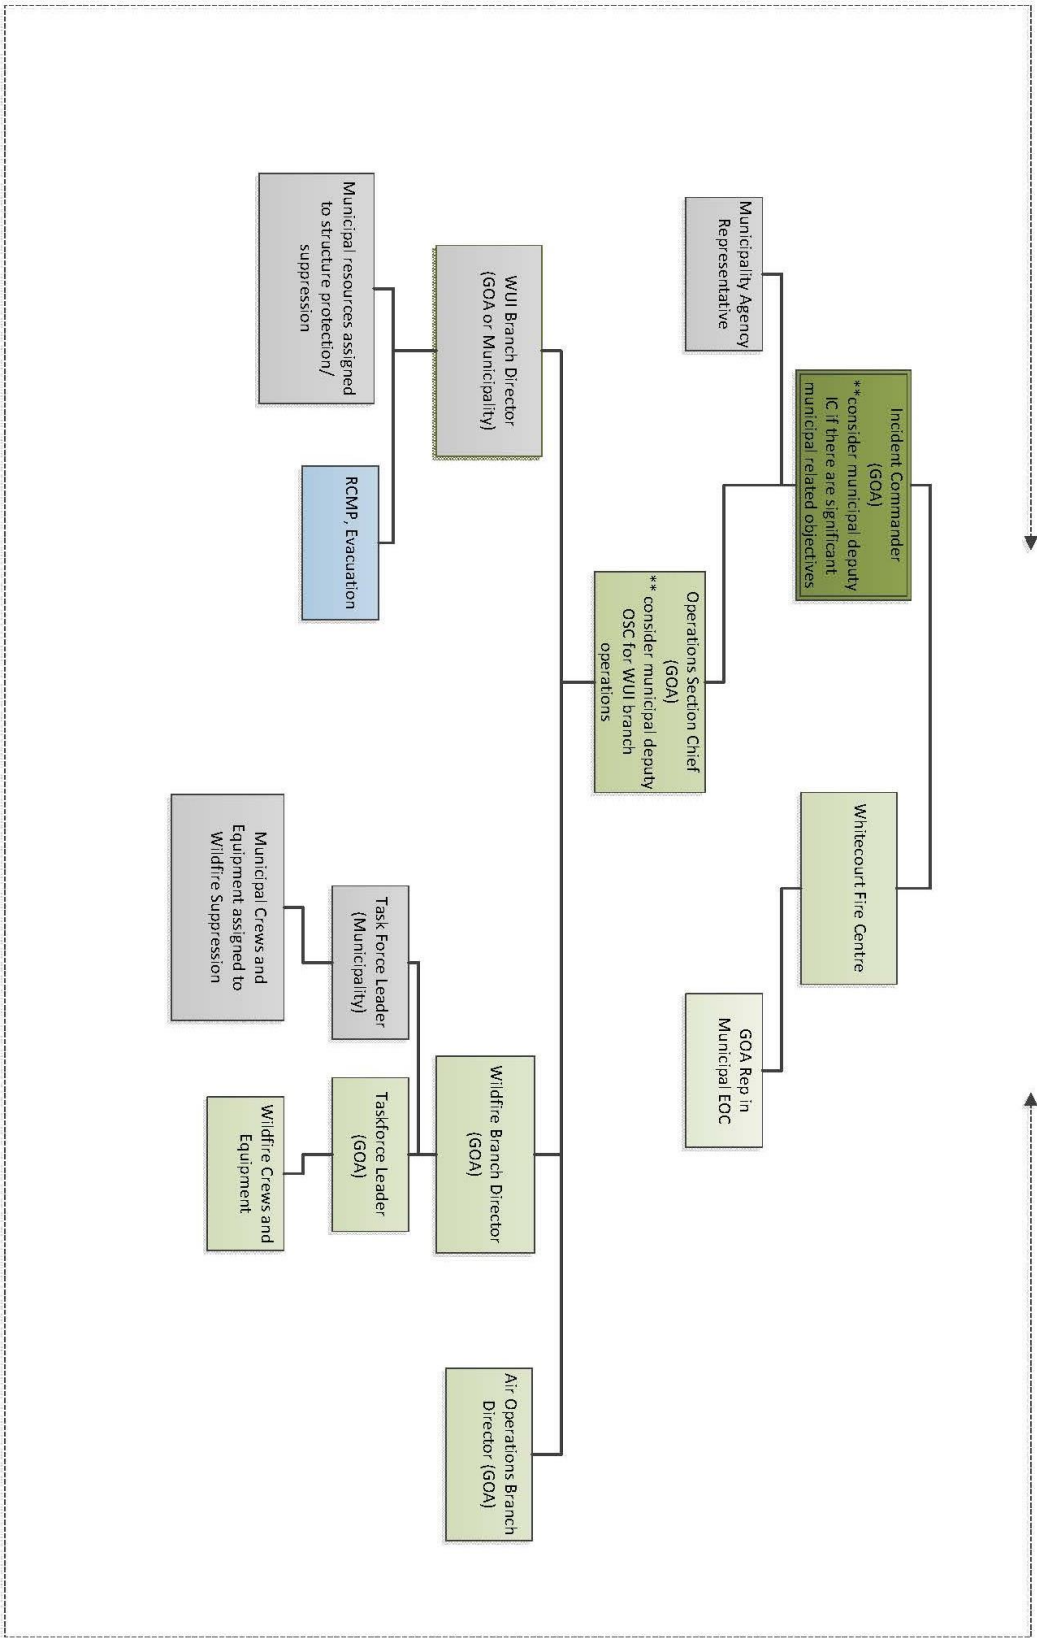 Incident Commander
(GOA)
**consider municipal deputy
IC if there are significant
municipal related objectives
Whitecourt Fire Centre
Municipality Agency
Representative
GOA Rep in
Municipal EOC
Operations Section Chief
(GOA)
** consider municipal deputy
OSC for WUI branch
operations
WUI Branch Director
(GOA or Municipality)
Wildfire Branch Director
(GOA)
Air Operations Branch
Director (GOA)
Municipal resources assigned
to structure protection/
suppression
RCMP, Evacuation
Task Force Leader
(Municipality)
Taskforce Leader
(GOA)
Municipal Crews and
Equipment assigned to
Wildfire Suppression
Wildfire Crews and
Equipment